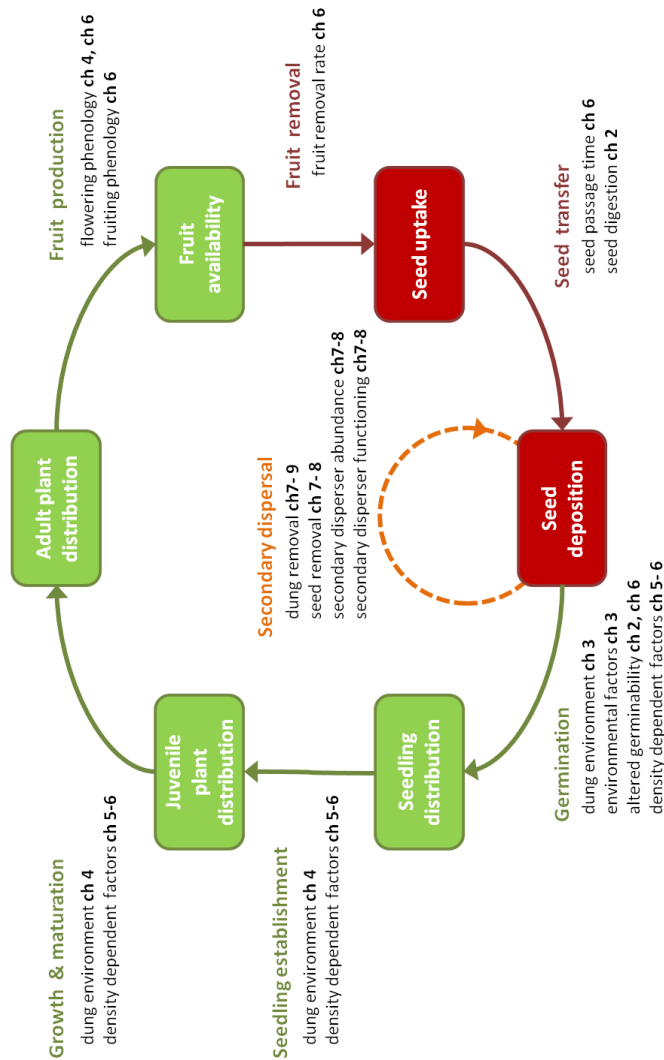 Growth & maturation
dung environment ch 4
density dependent factors ch 5-6
Adult plant
distribution
Fruit production
flowering phenology ch 4, ch 6
fruiting phenology ch 6
Juvenile
plant
distribution
Fruit
availability
Seedling establishment
dung environment ch 4
density dependent factors ch 5-6
Secondary dispersal
dung removal ch7- 9
seed removal ch 7- 8
secondary disperser abundance ch7-8
secondary disperser functioning ch7-8
Fruit removal
fruit removal rate ch 6
Seedling
distribution
Seed uptake
Germination
dung environment ch 3
environmental factors ch 3
altered germinability ch 2, ch 6
density dependent factors ch 5- 6
Seed
deposition
Seed transfer
seed passage time ch 6
seed digestion ch 2